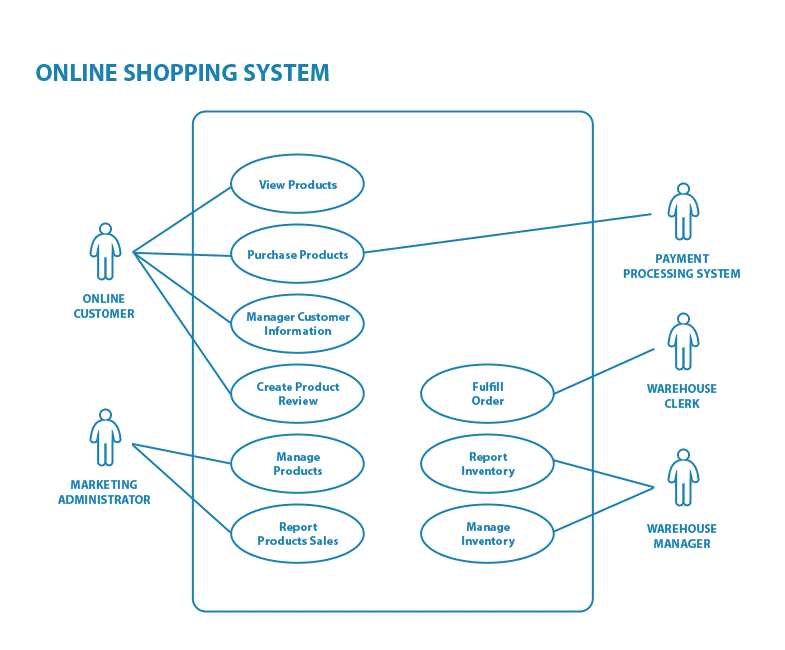 ONLINE SHOPPING SYSTEM
View Products
Purchase Products
Manager Customer
Information
Create Product
Review
Manage
Products
Report
Products Sales
Fulfill
Order
Report
Inventory
Manage
Inventory
ONLINE
CUSTOMER
MARKETING
ADMINISTRATOR
PAYMENT
PROCESSING SYSTEM
WAREHOUSE
CLERK
WAREHOUSE
MANAGER